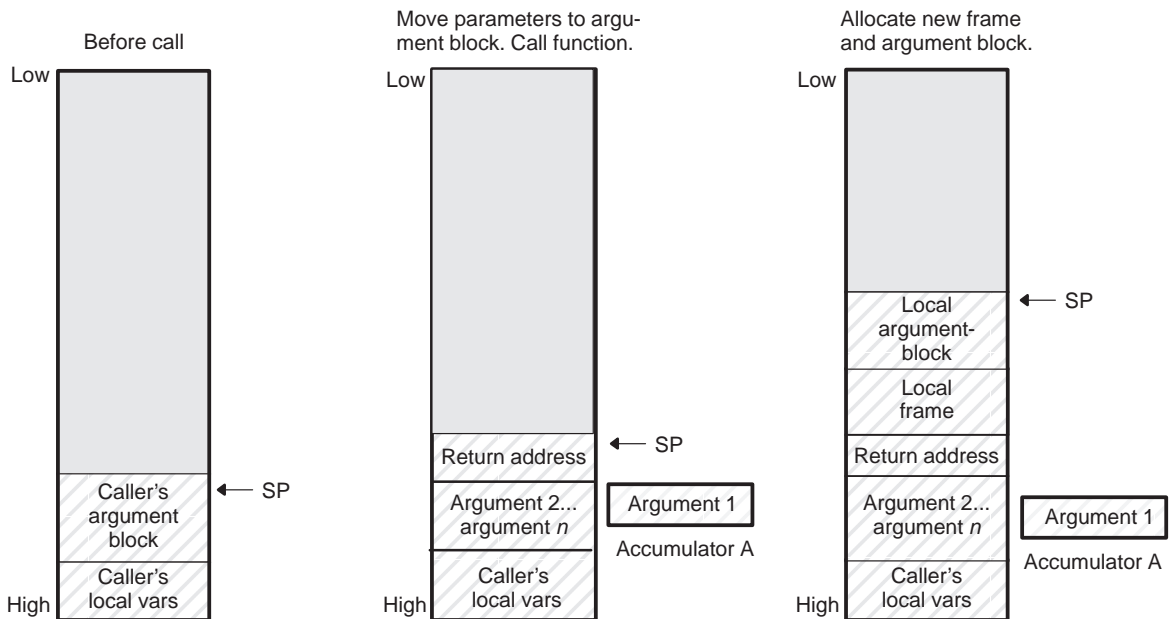 Before call
Low
SP
Caller's
argument
block
Caller's
local vars
High
Move parameters to argu-
ment block. Call function.
Low
SP
Return address
Argument 2...
argument n
Argument 1
Accumulator A
Caller's
local vars
High
Allocate new frame
and argument block.
Low
SP
Local
argument-
block
Local
frame
Return address
Argument 2...
argument n
Argument 1
Accumulator A
Caller's
local vars
High